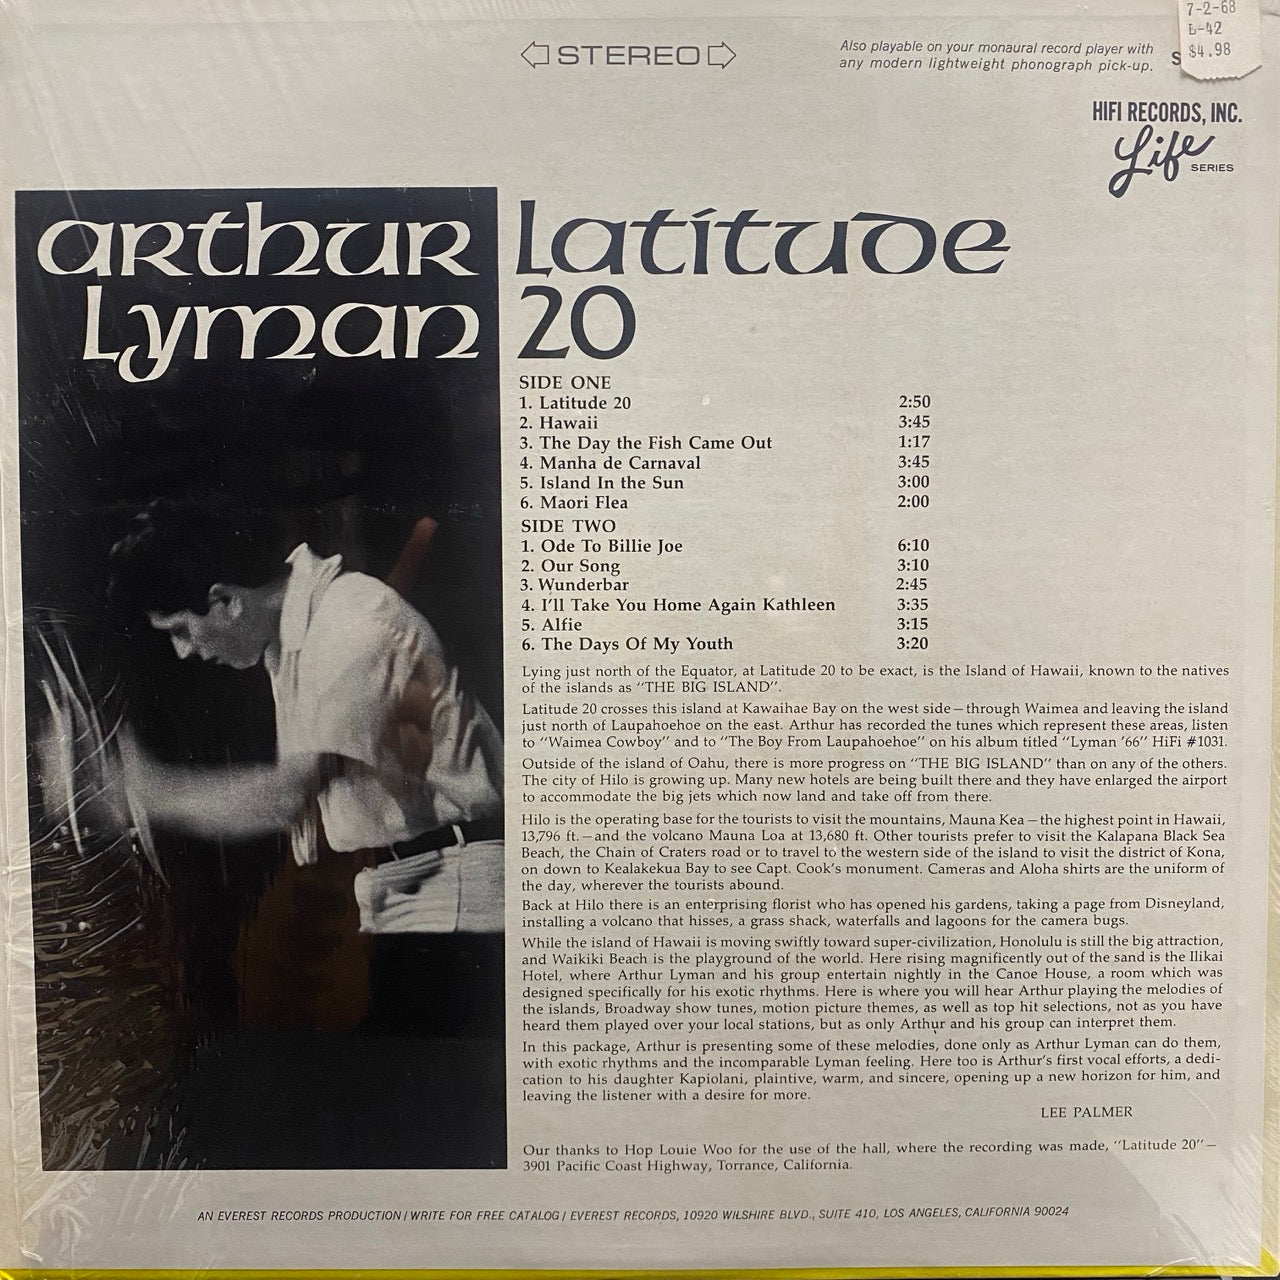 7-2-68
$4.98
STEREO
Also playable on your monaural record player with
any modern lightweight phonograph pick-up.
S
HIFI RECORDS, INC.
Life
SERIES
arthur
Lyman
Latitude
20
SIDE ONE
1. Latitude 20 2:50
2. Hawaii 3:45
3. The Day the Fish Came Out 1:17
4. Manha de Carnaval 3:45
5. Island In the Sun 3:00
6. Maori Flea 2:00
SIDE TWO
1. Ode To Billie Joe 6:10
2. Our Song 3:10
3. Wunderbar 2:45
4. I'll Take You Home Again Kathleen 3:35
5. Alfie 3:15
6. The Days Of My Youth 3:20
Lying just north of the Equator, at Latitude 20 to be exact, is the Island of Hawaii, known to the natives
of the islands as "THE BIG ISLAND".
Latitude 20 crosses this island at Kawaihae Bay on the west side—through Waimea and leaving the island
just north of Laupahoehoe on the east. Arthur has recorded the tunes which represent these areas, listen
to "Waimea Cowboy" and to "The Boy From Laupahoehoe" on his album titled "Lyman '66" HiFi #1031.
Outside of the island of Oahu, there is more progress on "THE BIG ISLAND" than on any of the others.
The city of Hilo is growing up. Many new hotels are being built there and they have enlarged the airport
to accommodate the big jets which now land and take off from there.
Hilo is the operating base for the tourists to visit the mountains, Mauna Kea—the highest point in Hawaii,
13,796 ft.—and the volcano Mauna Loa at 13,680 ft. Other tourists prefer to visit the Kalapana Black Sea
Beach, the Chain of Craters road or to travel to the western side of the island to visit the district of Kona,
on down to Kealakekua Bay to see Capt. Cook's monument. Cameras and Aloha shirts are the uniform of
the day, wherever the tourists abound.
Back at Hilo there is an enterprising florist who has opened his gardens, taking a page from Disneyland,
installing a volcano that hisses, a grass shack, waterfalls and lagoons for the camera bugs.
While the island of Hawaii is moving swiftly toward super-civilization, Honolulu is still the big attraction,
and Waikiki Beach is the playground of the world. Here rising magnificently out of the sand is the Ilikai
Hotel, where Arthur Lyman and his group entertain nightly in the Canoe House, a room which was
designed specifically for his exotic rhythms. Here is where you will hear Arthur playing the melodies of
the islands, Broadway show tunes, motion picture themes, as well as top hit selections, not as you have
heard them played over your local stations, but as only Arthur and his group can interpret them.
In this package, Arthur is presenting some of these melodies, done only as Arthur Lyman can do them,
with exotic rhythms and the incomparable Lyman feeling. Here too is Arthur's first vocal efforts, a dedi-
cation to his daughter Kapiolani, plaintive, warm, and sincere, opening up a new horizon for him, and
leaving the listener with a desire for more.
LEE PALMER
Our thanks to Hop Louie Woo for the use of the hall, where the recording was made, "Latitude 20"—
3901 Pacific Coast Highway, Torrance, California.
AN EVEREST RECORDS PRODUCTION / WRITE FOR FREE CATALOG / EVEREST RECORDS, 10920 WILSHIRE BLVD., SUITE 410, LOS ANGELES, CALIFORNIA 90024